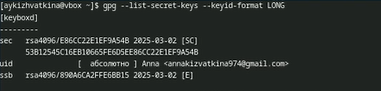 [aykizhvatkina@vbox ~]$ gpg --list-secret-keys --keyid-format LONG
[keyboxd]
---------
sec   rsa4096/E86CC22E1EF9A54B 2025-03-02 [SC]
      53B12545C16EB10665FE6D5EE86CC22E1EF9A54B
uid              [ абсолютно ] Anna <annakizhvatkina974@gmail.com>
ssb   rsa4096/890A6CA2FFE6BB15 2025-03-02 [E]